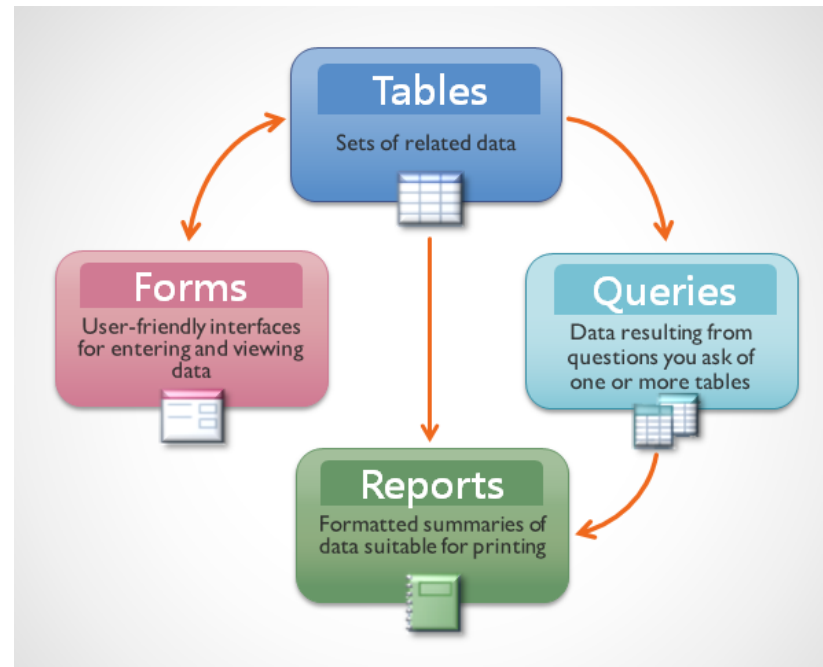 Tables
Sets of related data
Forms
User-friendly interfaces
for entering and viewing
data
Queries
Data resulting from
questions you ask of
one or more tables
Reports
Formatted summaries of
data suitable for printing